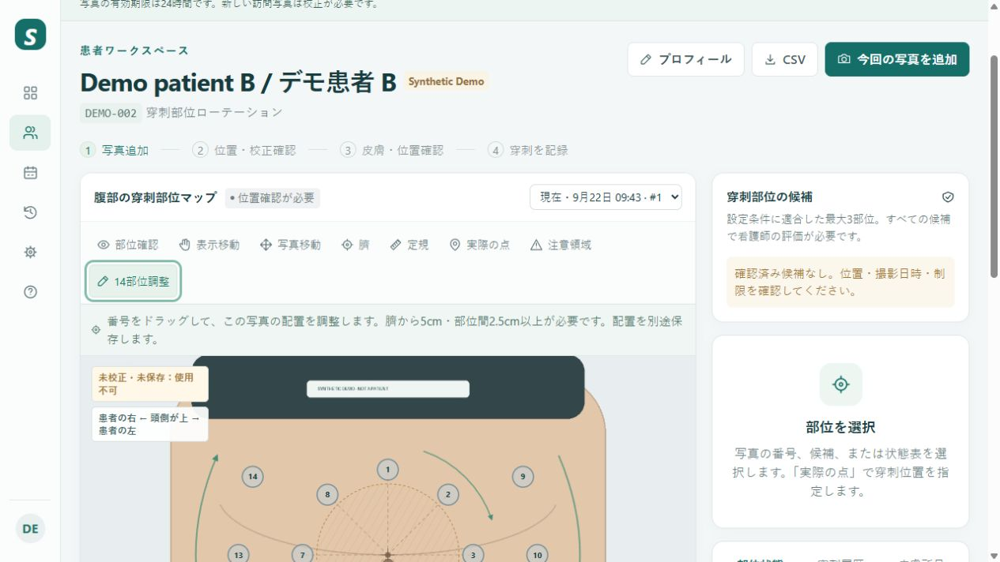 写真の有効期限は24時間です。新しい訪問写真は校正が必要です。
S
患者ワークスペース
プロフィール
CSV
今回の写真を追加
Demo patient B / デモ患者 B
Synthetic Demo
DEMO-002 穿刺部位ローテーション
1 写真追加
2 位置・校正確認
3 皮膚・位置確認
4 穿刺を記録
腹部の穿刺部位マップ
• 位置確認が必要
現在・9月22日 09:43・#1
部位確認
表示移動
写真移動
臍
定規
実際の点
注意領域
14部位調整
番号をドラッグして、この写真の配置を調整します。臍から5cm・部位間2.5cm以上が必要です。配置を別途保
存します。
未校正・未保存：使用
不可
患者の右 ← 頭側が上 →
患者の左
SYNTHETIC DEMO · NOT A PATIENT
1
14
9
8
2
13
7
3
10
穿刺部位の候補
設定条件に適合した最大3部位。すべての候補
で看護師の評価が必要です。
確認済み候補なし。位置・撮影日時・制
限を確認してください。
部位を選択
写真の番号、候補、または状態表を選
択します。「実際の点」で穿刺位置を指
定します。
部位状態
穿刺履歴
皮膚所見
DE